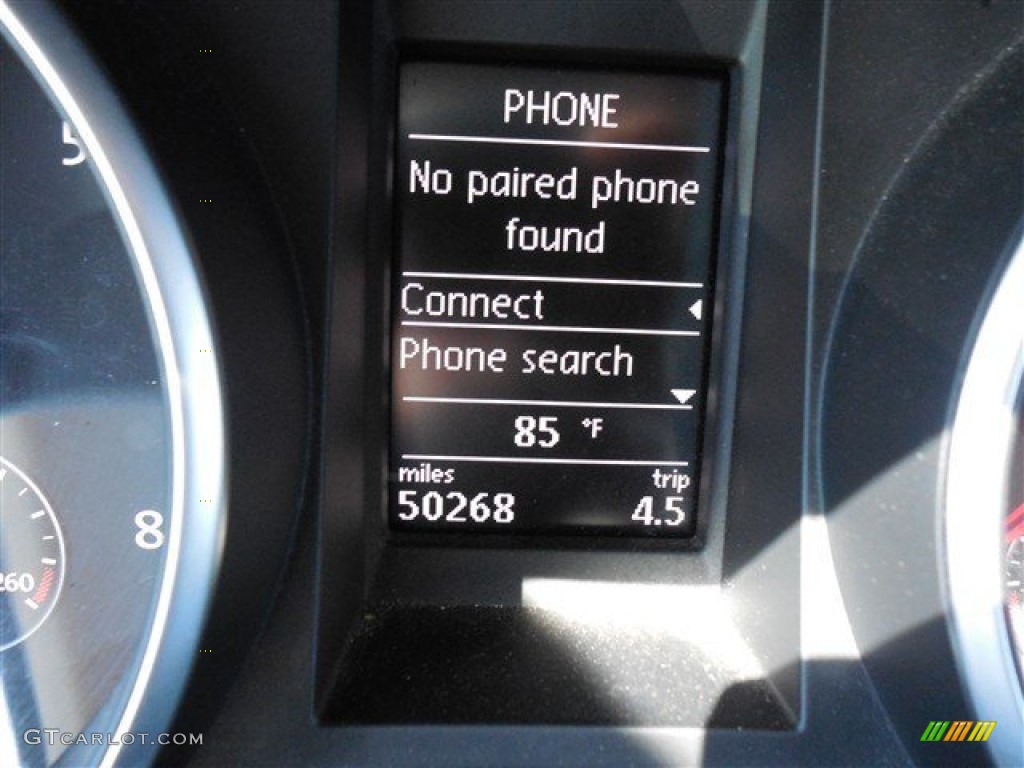 PHONE
No paired phone
found
Connect
Phone search
85 °F
miles trip
50268 4.5
5
8
260
GTCARLOT.COM